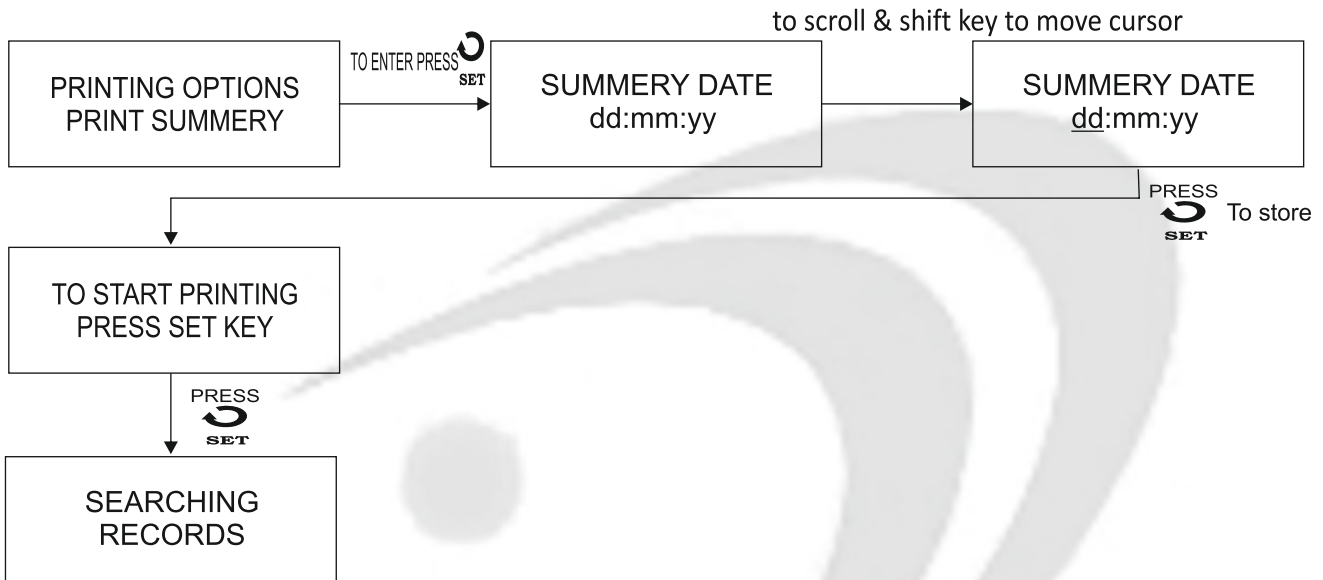 to scroll & shift key to move cursor
TO ENTER PRESS
SET
PRINTING OPTIONS
PRINT SUMMERY
SUMMERY DATE
dd:mm:yy
SUMMERY DATE
dd:mm:yy
PRESS
SET
To store
TO START PRINTING
PRESS SET KEY
PRESS
SET
SEARCHING
RECORDS